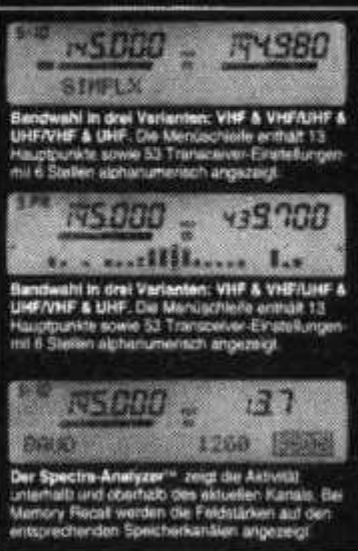 145.000 144.980
SIMPLX
Bandwahl in drei Varianten: VHF & VHF/UHF &
UHF/VHF & UHF. Die Menüschleife enthält 13
Hauptpunkte sowie 53 Transceiver-Einstellungen
mit 6 Stellen alphanumerisch angezeigt.
145.000 439.700
Bandwahl in drei Varianten: VHF & VHF/UHF &
UHF/VHF & UHF. Die Menüschleife enthält 13
Hauptpunkte sowie 53 Transceiver-Einstellungen
mit 6 Stellen alphanumerisch angezeigt.
145.000 13.7
BAUD 1200
Der Spectra-Analyzer™ zeigt die Aktivität
unterhalb und oberhalb des aktuellen Kanals. Bei
Memory Recall werden die Feldstärken auf den
entsprechenden Speicherkanälen angezeigt.